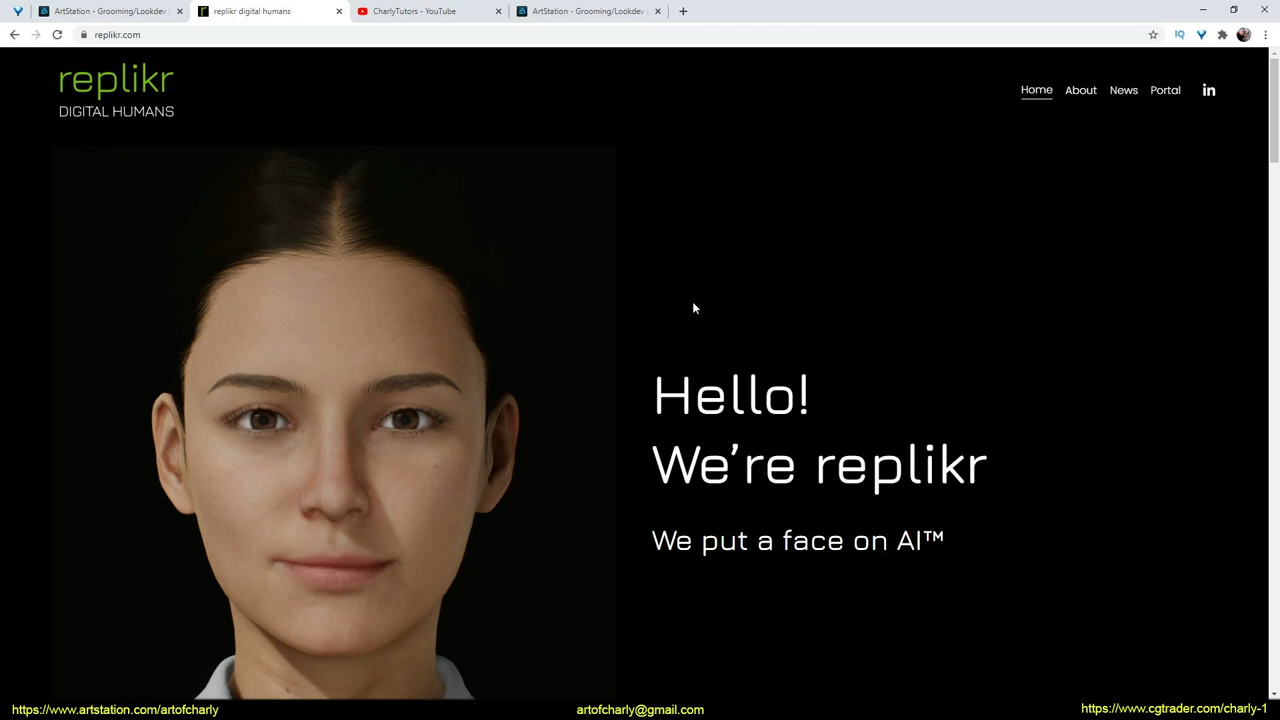 ArtStation - Grooming/Lookdev
replikr digital humans
CharlyTutors - YouTube
ArtStation - Grooming/Lookdev
replikr.com
IQ
replikr
DIGITAL HUMANS
Home
About
News
Portal
in
Hello!
We're replikr
We put a face on AI™
https://www.artstation.com/artofcharly
artofcharly@gmail.com
https://www.cgtrader.com/charly-1